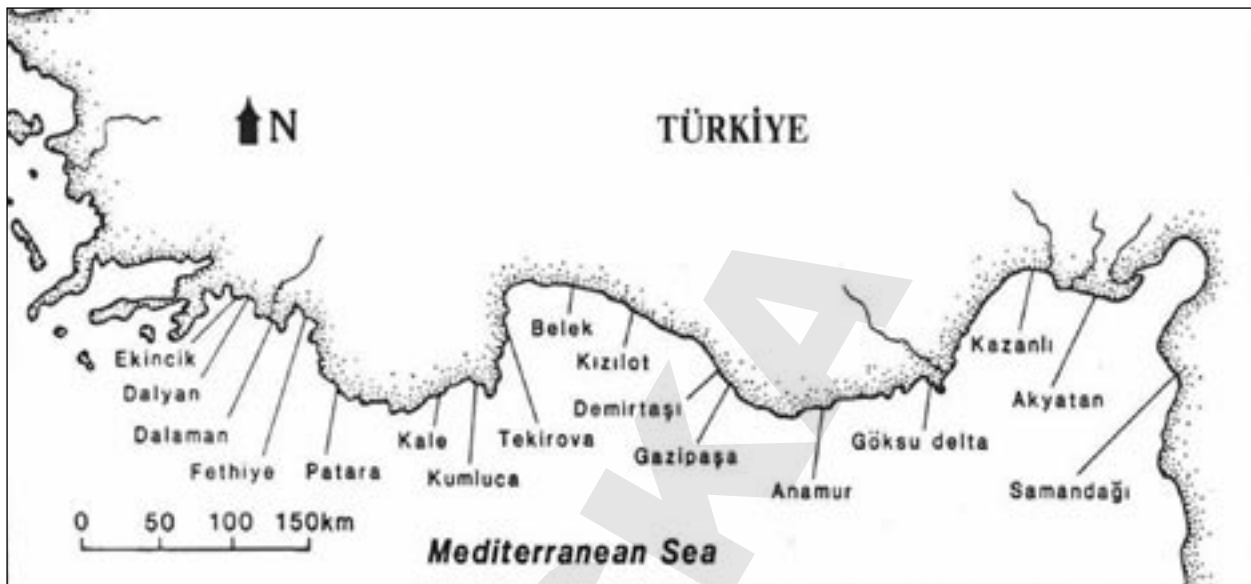 N
TÜRKİYE
Ekincik
Dalyan
Dalaman
Fethiye
Patara
Kale
Kumluca
Tekirova
Belek
Kızılot
Demirtaşı
Gazipaşa
Anamur
Göksu delta
Kazanlı
Akyatan
Samandağı
0 50 100 150km
Mediterranean Sea
KA